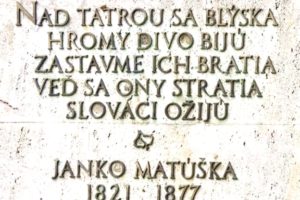 NAD TATROU SA BLÝSKA
HROMY DIVO BIJÚ
ZASTAVME ICH BRATIA
VEĎ SA ONY STRATIA
SLOVÁCI OŽIJÚ
JANKO MATÚŠKA
1821 - 1877